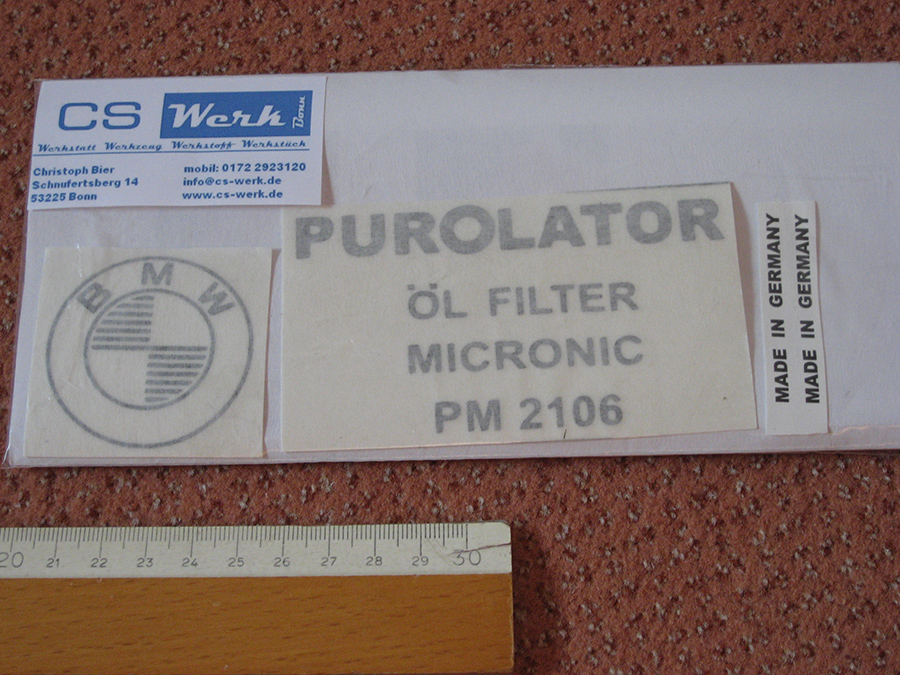 CS Werk Bonn
Werkstatt Werkzeug Werkstoff Werkstück
Christoph Bier
Schnufertsberg 14
53225 Bonn
mobil: 0172 2923120
info@cs-werk.de
www.cs-werk.de
BMW
PUROLATOR
ÖL FILTER
MICRONIC
PM 2106
MADE IN GERMANY
MADE IN GERMANY
20 21 22 23 24 25 26 27 28 29 30